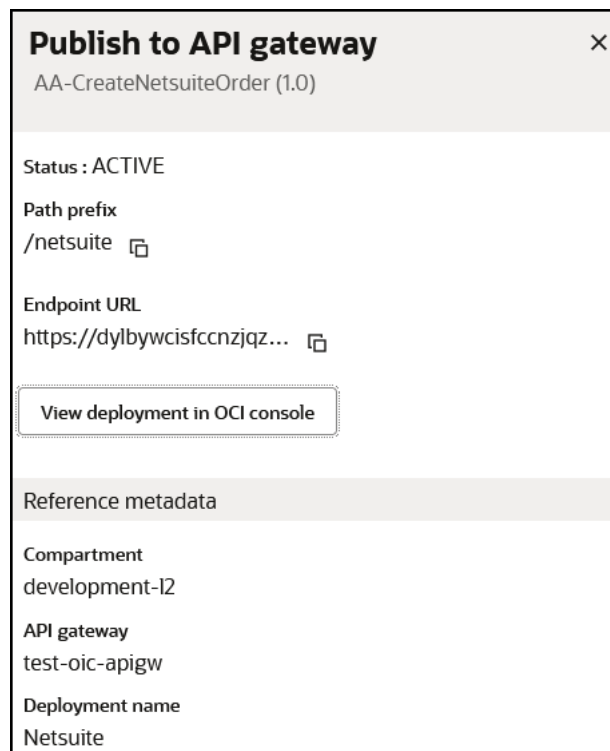 Publish to API gateway
AA-CreateNetsuiteOrder (1.0)
Status : ACTIVE
Path prefix
/netsuite
Endpoint URL
https://dylbywcisfccnzjqz...
View deployment in OCI console
Reference metadata
Compartment
development-l2
API gateway
test-oic-apigw
Deployment name
Netsuite